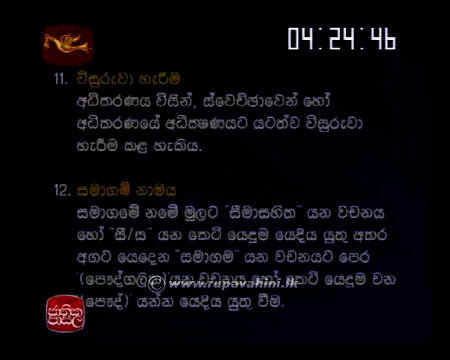 04:24:46
11. විසුරුවා හැරීම
අධිකරණය විසින්, ස්වෙච්ඡාවෙන් හෝ
අධිකරණයේ අධීක්ෂණයට යටත්ව විසුරුවා
හැරීම කළ හැකිය.
12. සමාගමේ නාමය
සමාගමේ නමේ මුලට "සීමාසහිත" යන වචනය
හෝ "සී/ස" යන කෙටි යෙදුම යෙදිය යුතු අතර
අගට යෙදෙන "සමාගම" යන වචනයට පෙර
(පෞද්ගලික) යන වචනය හෝ කෙටි යෙදුම වන
(පෞද්) යන්න යෙදිය යුතු වීම.
© www.rupavahini.lk
ජාතික
පාසල